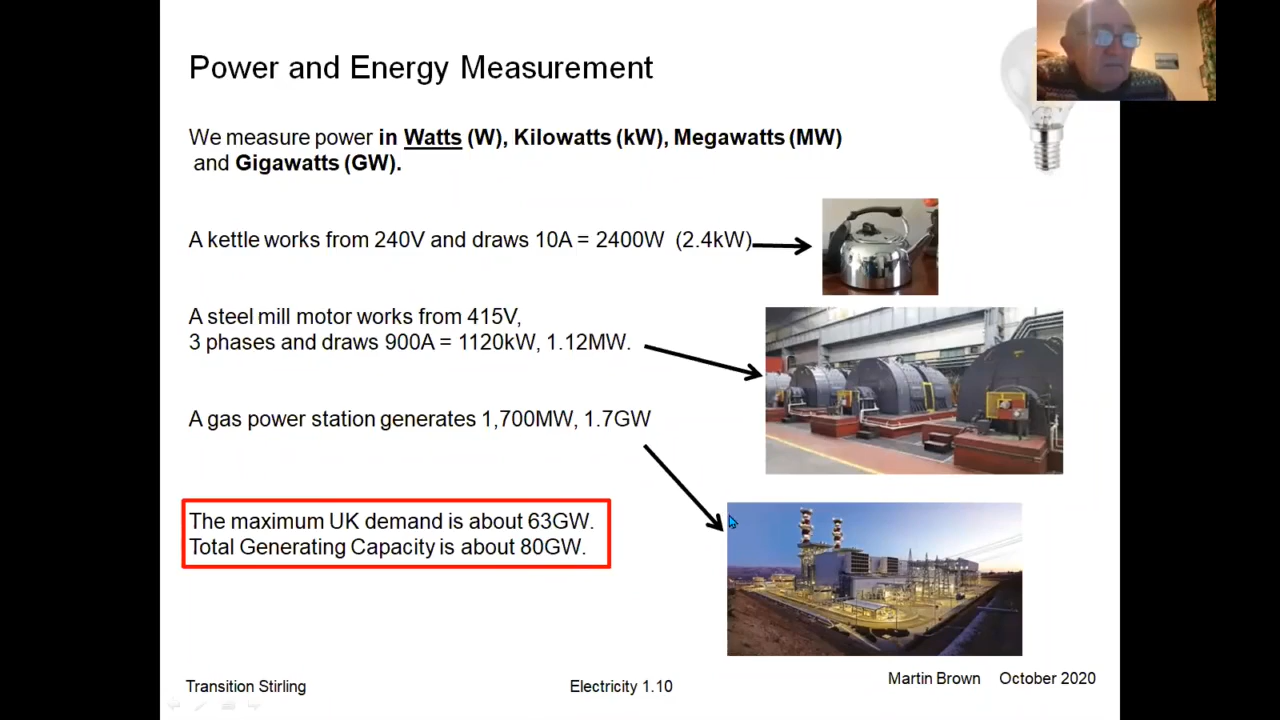 Power and Energy Measurement
We measure power in Watts (W), Kilowatts (kW), Megawatts (MW)
and Gigawatts (GW).
A kettle works from 240V and draws 10A = 2400W (2.4kW)
A steel mill motor works from 415V,
3 phases and draws 900A = 1120kW, 1.12MW.
A gas power station generates 1,700MW, 1.7GW
The maximum UK demand is about 63GW.
Total Generating Capacity is about 80GW.
Transition Stirling
Electricity 1.10
Martin Brown October 2020